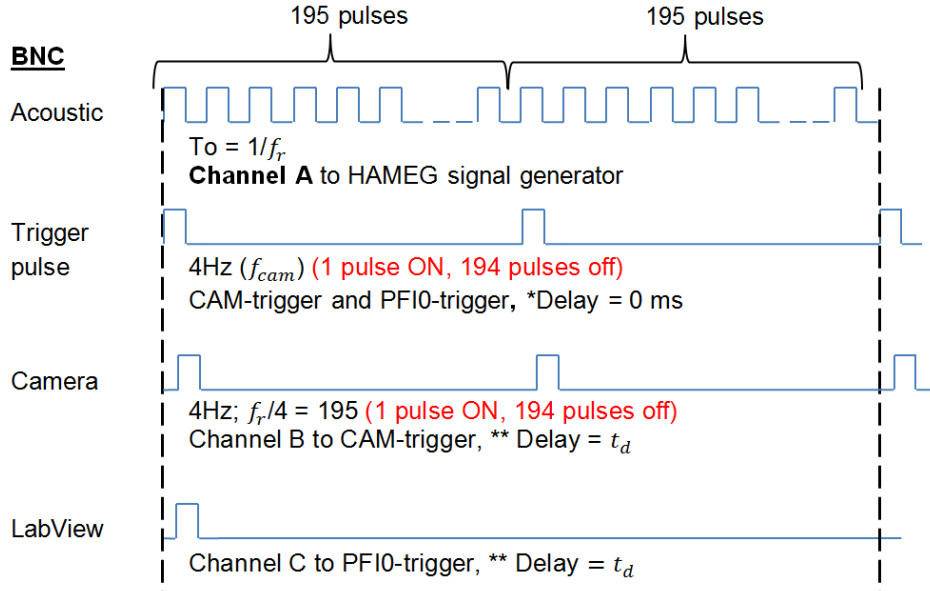 195 pulses 195 pulses
BNC
Acoustic
To = 1/fᵣ
Channel A to HAMEG signal generator
Trigger
pulse
4Hz (f_cam) (1 pulse ON, 194 pulses off)
CAM-trigger and PFI0-trigger, *Delay = 0 ms
Camera
4Hz; fᵣ/4 = 195 (1 pulse ON, 194 pulses off)
Channel B to CAM-trigger, ** Delay = t_d
LabView
Channel C to PFI0-trigger, ** Delay = t_d